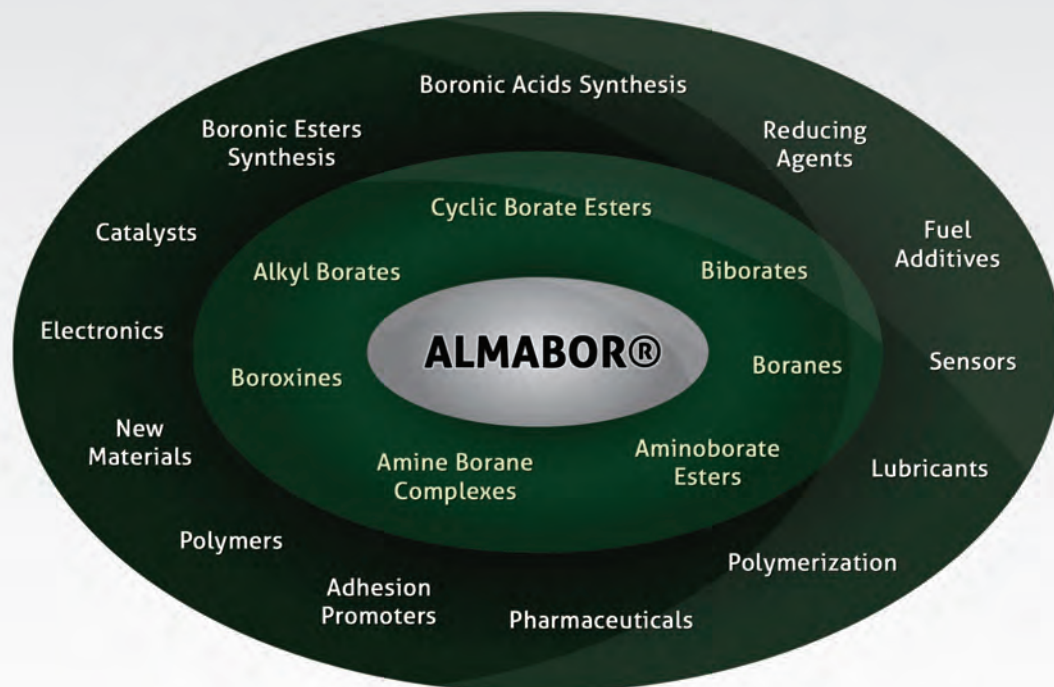 Boronic Acids Synthesis
Boronic Esters
Synthesis
Reducing
Agents
Catalysts
Fuel
Additives
Electronics
Sensors
New
Materials
Lubricants
Polymers
Polymerization
Adhesion
Promoters
Pharmaceuticals
Cyclic Borate Esters
Alkyl Borates
Biborates
Boroxines
Boranes
Amine Borane
Complexes
Aminoborate
Esters
ALMABOR®